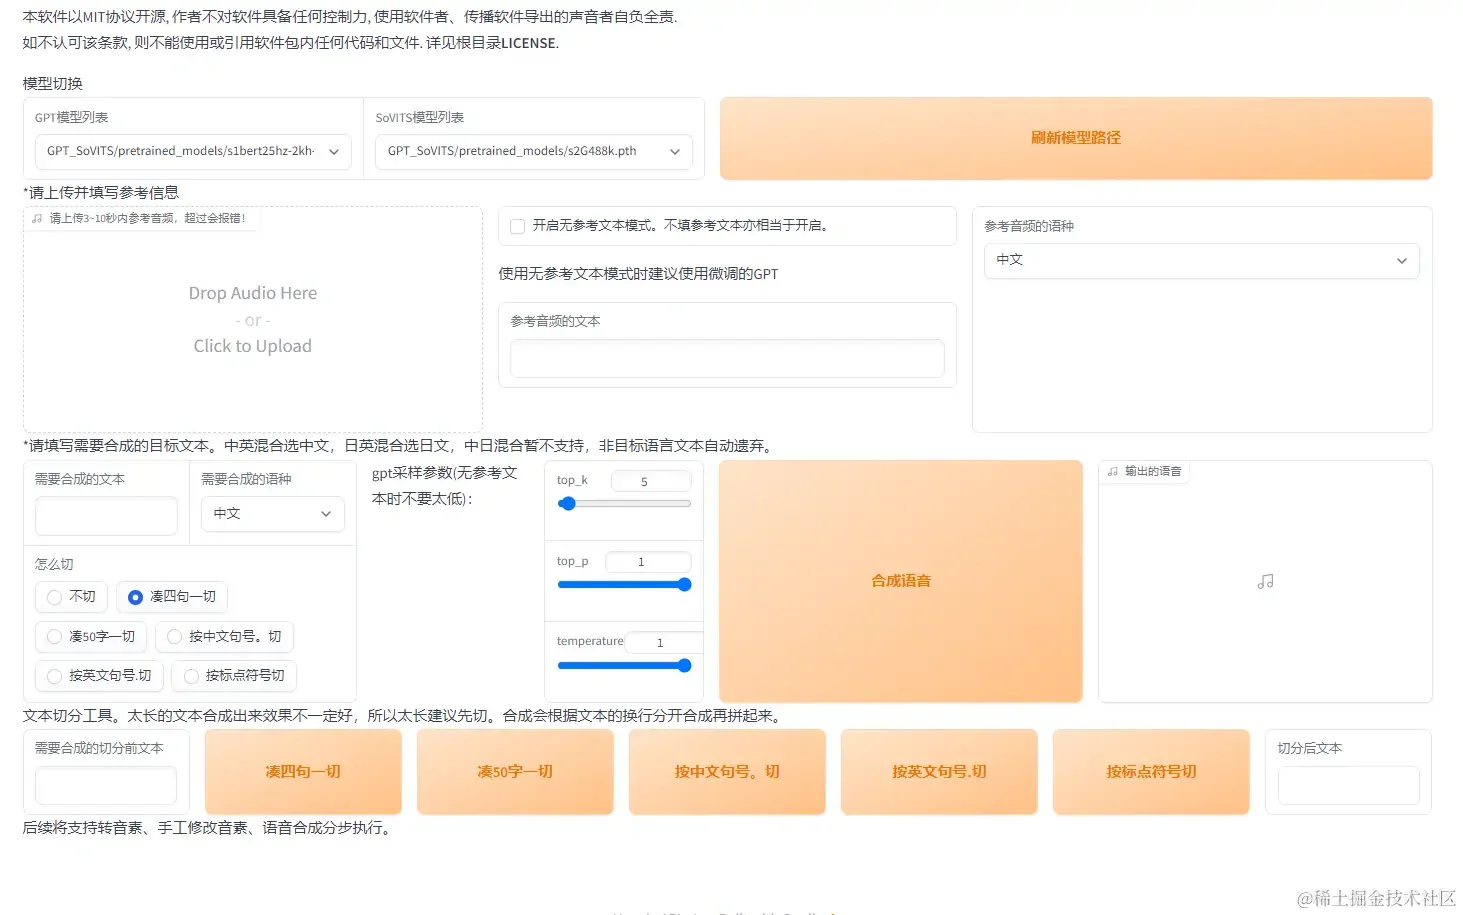 本软件以MIT协议开源, 作者不对软件具备任何控制力, 使用软件者、传播软件导出的声音者自负全责.
如不认可该条款, 则不能使用或引用软件包内任何代码和文件. 详见根目录LICENSE.
模型切换
GPT模型列表
GPT_SoVITS/pretrained_models/s1bert25hz-2kh-
SoVITS模型列表
GPT_SoVITS/pretrained_models/s2G488k.pth
刷新模型路径
*请上传并填写参考信息
请上传3~10秒内参考音频，超过会报错！
Drop Audio Here
- or -
Click to Upload
开启无参考文本模式。不填参考文本亦相当于开启。
使用无参考文本模式时建议使用微调的GPT
参考音频的文本
参考音频的语种
中文
*请填写需要合成的目标文本。中英混合选中文，日英混合选日文，中日混合暂不支持，非目标语言文本自动遗弃。
需要合成的文本
需要合成的语种
中文
怎么切
不切
凑四句一切
凑50字一切
按中文句号。切
按英文句号.切
按标点符号切
gpt采样参数(无参考文
本时不要太低)：
top_k
5
top_p
1
temperature
1
合成语音
输出的语音
文本切分工具。太长的文本合成出来效果不一定好，所以太长建议先切。合成会根据文本的换行分开合成再拼起来。
需要合成的切分前文本
凑四句一切
凑50字一切
按中文句号。切
按英文句号.切
按标点符号切
切分后文本
后续将支持转音素、手工修改音素、语音合成分步执行。
@稀土掘金技术社区